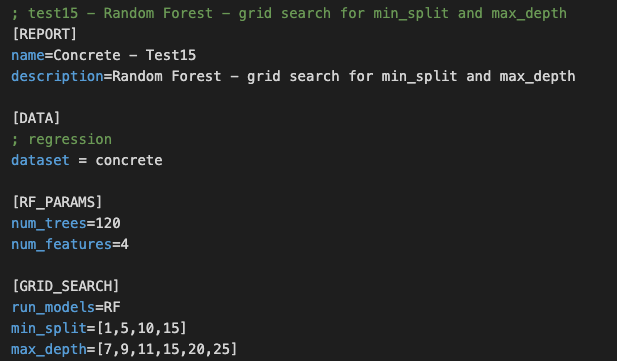 ; test15 – Random Forest – grid search for min_split and max_depth
[REPORT]
name=Concrete – Test15
description=Random Forest – grid search for min_split and max_depth
[DATA]
; regression
dataset = concrete
[RF_PARAMS]
num_trees=120
num_features=4
[GRID_SEARCH]
run_models=RF
min_split=[1,5,10,15]
max_depth=[7,9,11,15,20,25]